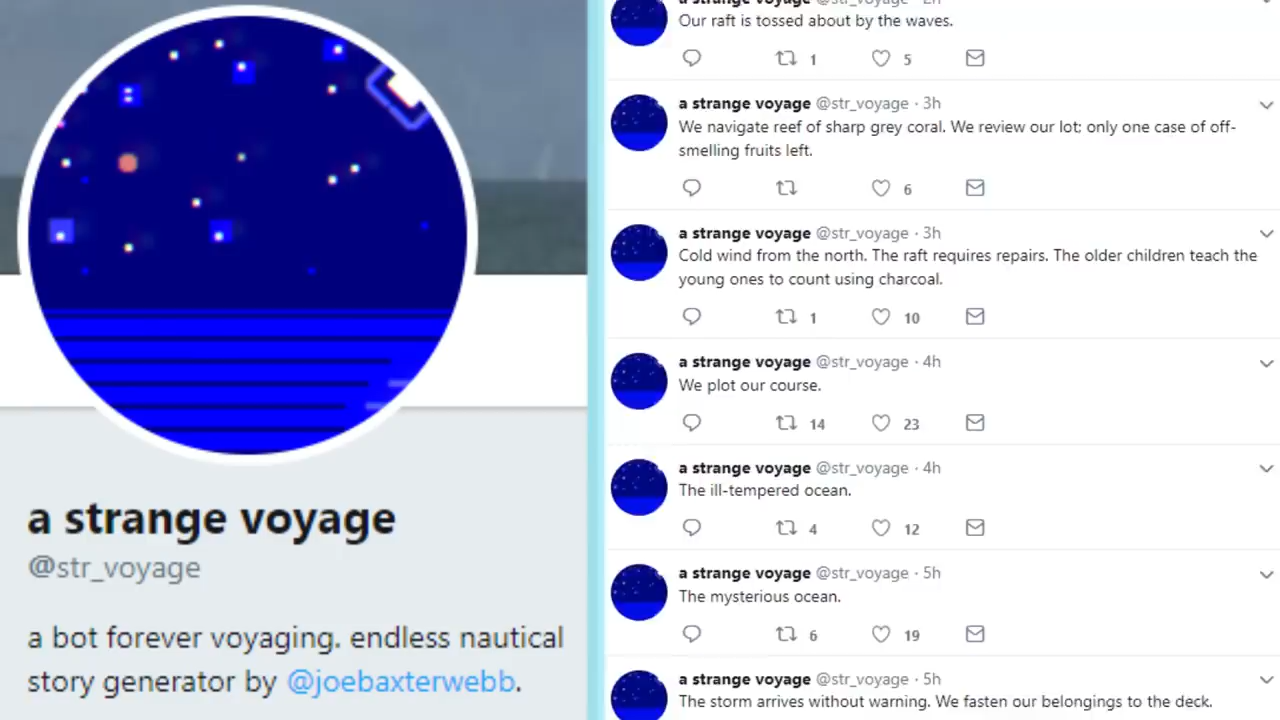 a strange voyage
@str_voyage
a bot forever voyaging. endless nautical
story generator by @joebaxterwebb.
a strange voyage @str_voyage · 2h
Our raft is tossed about by the waves.
1 5
a strange voyage @str_voyage · 3h
We navigate reef of sharp grey coral. We review our lot; only one case of off-
smelling fruits left.
6
a strange voyage @str_voyage · 3h
Cold wind from the north. The raft requires repairs. The older children teach the
young ones to count using charcoal.
1 10
a strange voyage @str_voyage · 4h
We plot our course.
14 23
a strange voyage @str_voyage · 4h
The ill-tempered ocean.
4 12
a strange voyage @str_voyage · 5h
The mysterious ocean.
6 19
a strange voyage @str_voyage · 5h
The storm arrives without warning. We fasten our belongings to the deck.